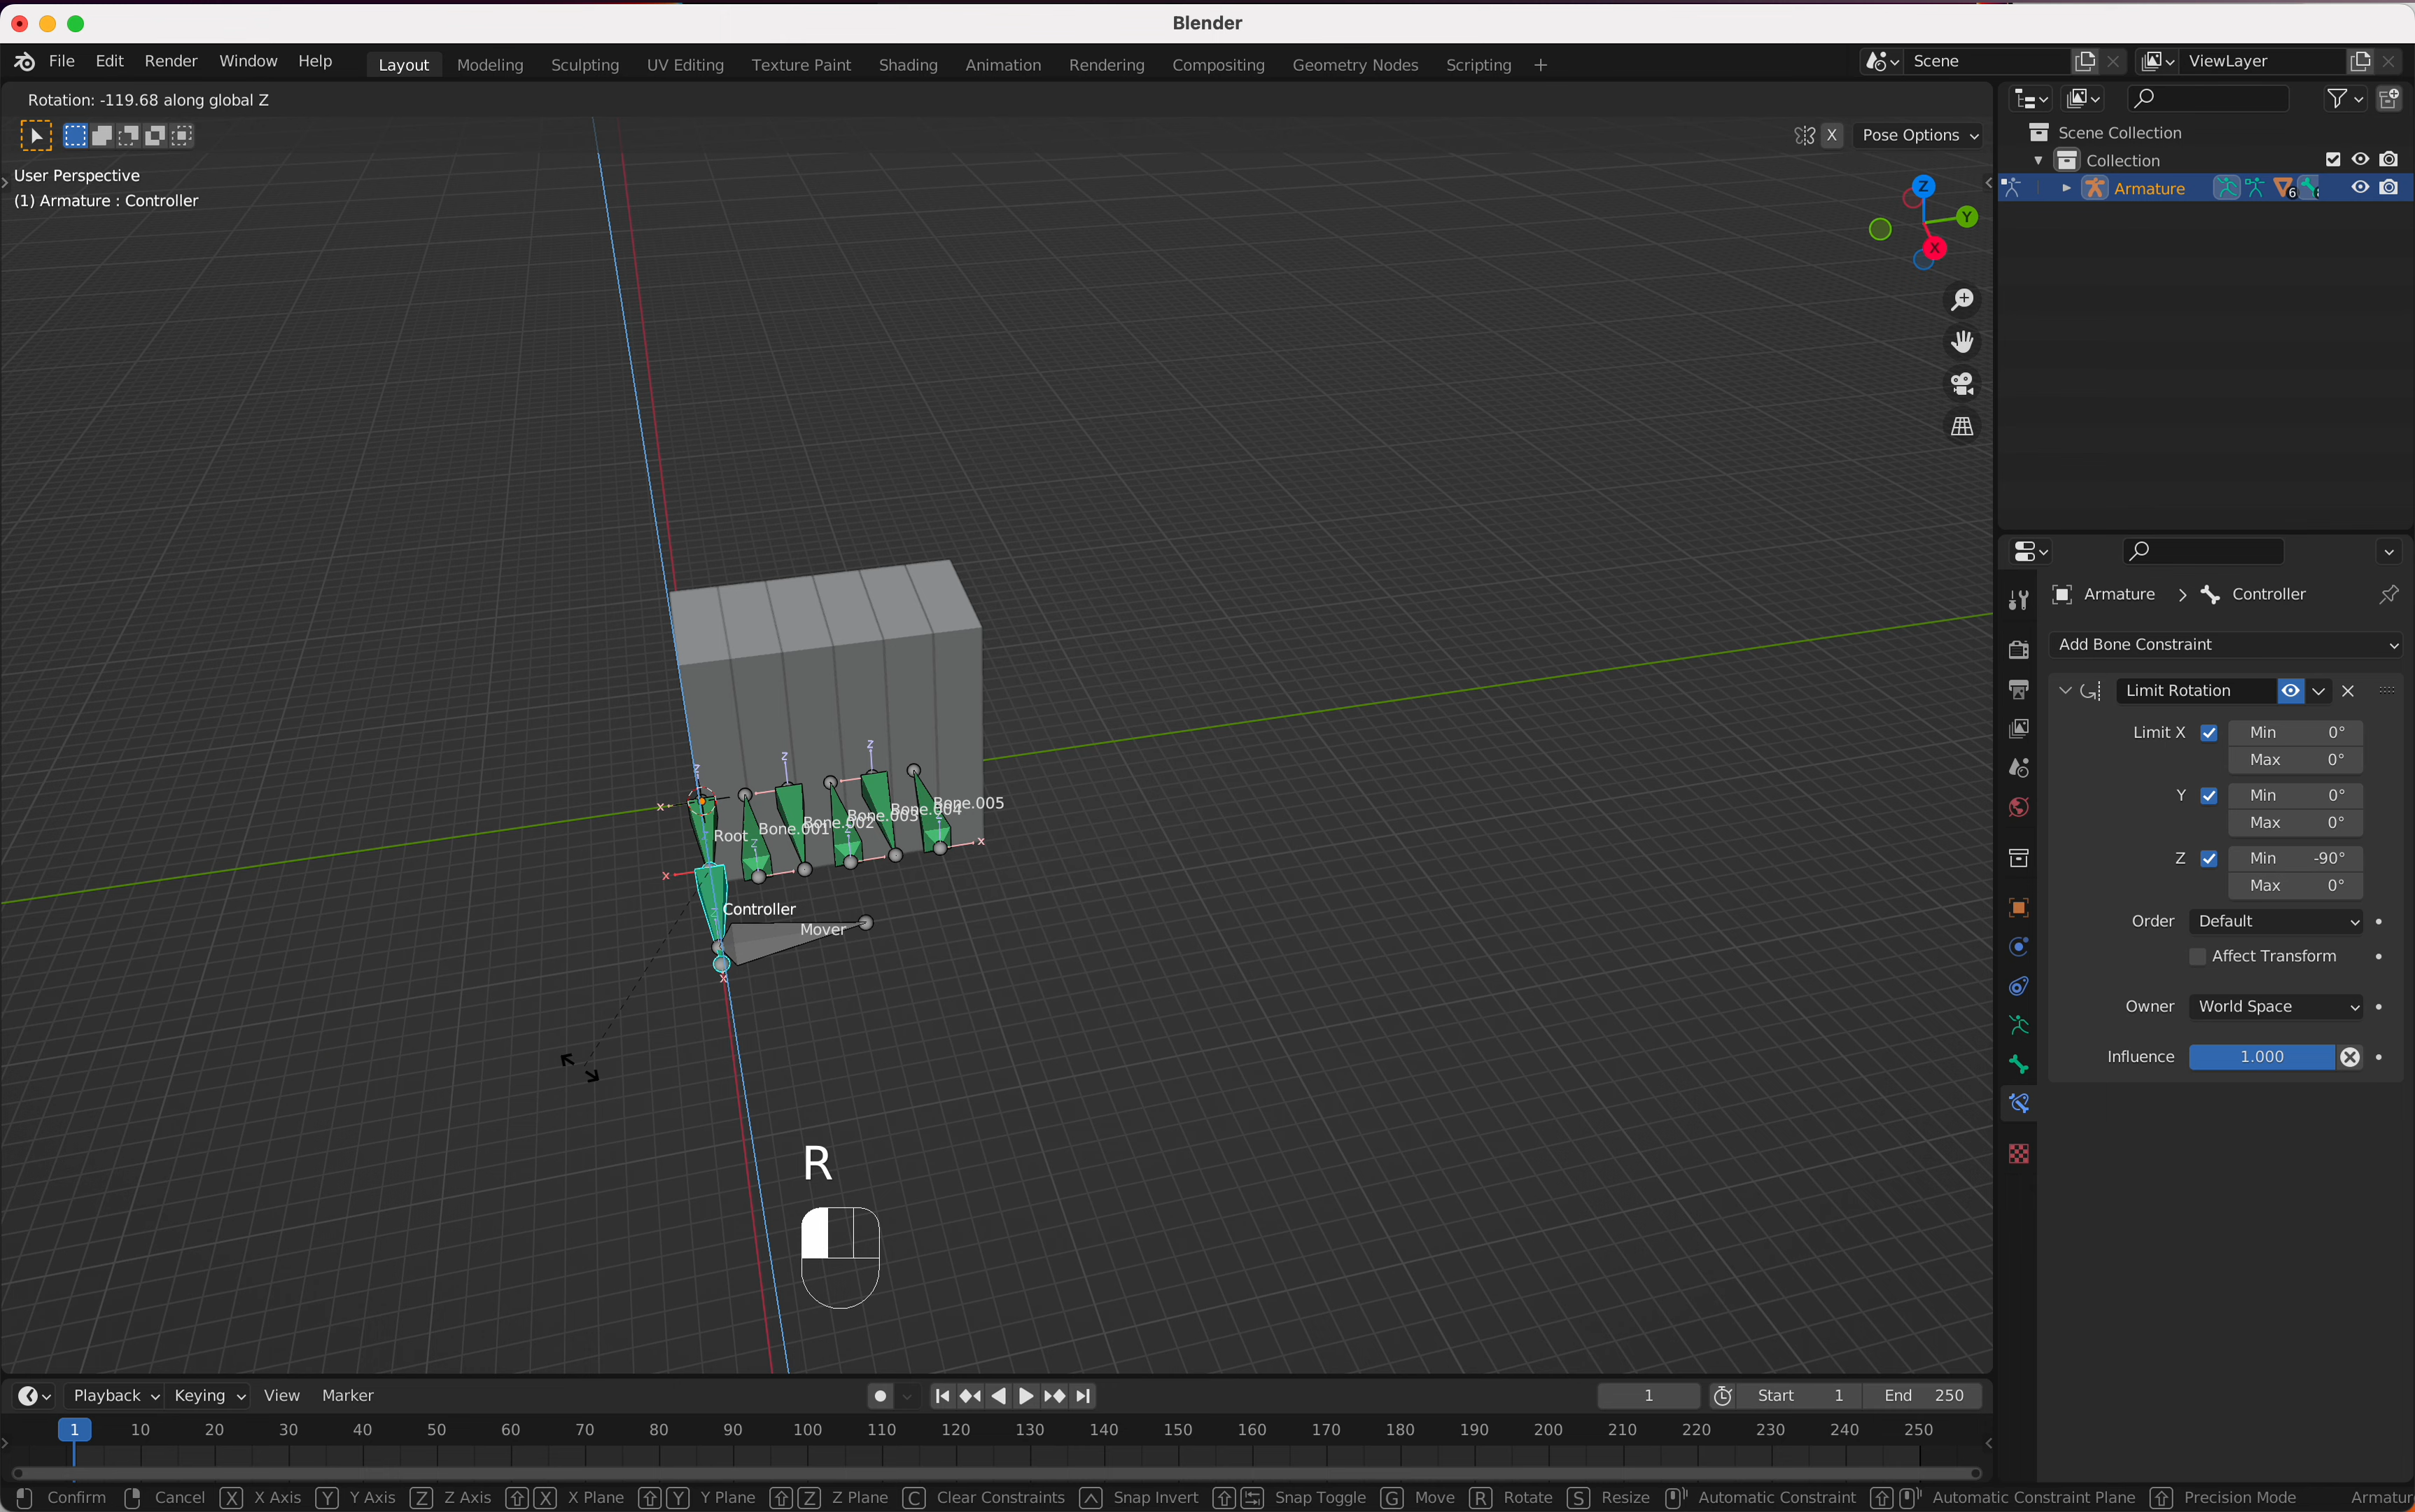 Blender
File Edit Render Window Help Layout Modeling Sculpting UV Editing Texture Paint Shading Animation Rendering Compositing Geometry Nodes Scripting + Scene ViewLayer
Rotation: -119.68 along global Z
X Pose Options
User Perspective
(1) Armature : Controller
Scene Collection
Collection
Armature 6
Z
Y
X
Armature > Controller
Add Bone Constraint
Limit Rotation
Limit X Min 0°
Max 0°
Y Min 0°
Max 0°
Z Min -90°
Max 0°
Order Default
Affect Transform
Owner World Space
Influence 1.000
Root Bone.001 Bone.002 Bone.003 Bone.004 Bone.005
Controller
Mover
R
Playback Keying View Marker 1 Start 1 End 250
1 10 20 30 40 50 60 70 80 90 100 110 120 130 140 150 160 170 180 190 200 210 220 230 240 250
Confirm Cancel X X Axis Y Y Axis Z Z Axis X X Plane Y Y Plane Z Z Plane C Clear Constraints Snap Invert Snap Toggle G Move R Rotate S Resize Automatic Constraint Automatic Constraint Plane Precision Mode Armatur